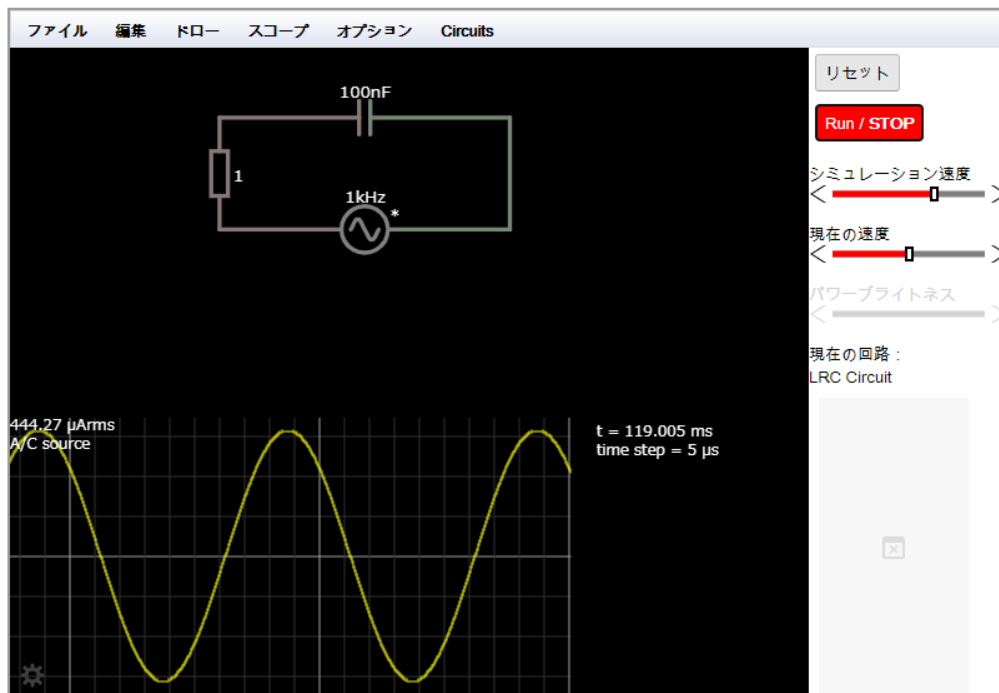 ファイル 編集 ドロー スコープ オプション Circuits
リセット
Run / STOP
シミュレーション速度
現在の速度
パワーブライトネス
現在の回路：
LRC Circuit
100nF
1
1kHz
*
444.27 µArms
A/C source
t = 119.005 ms
time step = 5 µs